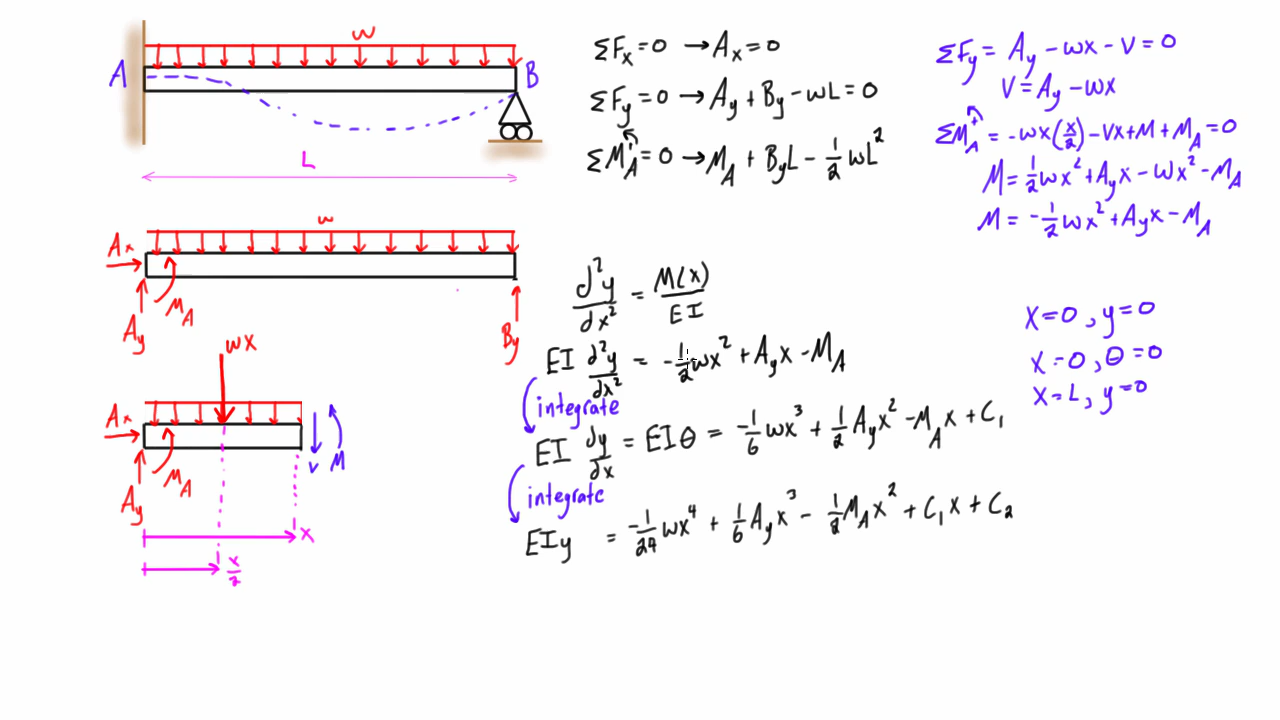 w
A
B
L
ΣFx = 0 → Ax = 0
ΣFy = 0 → Ay + By - wL = 0
ΣMA⁺ = 0 → MA + ByL - 1/2 wL²
ΣFy = Ay - wx - V = 0
V = Ay - wx
ΣMA⁺ = -wx(x/2) - Vx + M + MA = 0
M = 1/2 wx² + Ayx - wx² - MA
M = -1/2 wx² + Ayx - MA
w
Ax
MA
Ay
By
d²y/dx² = M(x)/EI
EI d²y/dx² = -1/2 wx² + Ayx - MA
integrate
EI dy/dx = EIθ = -1/6 wx³ + 1/2 Ayx² - MAx + C₁
integrate
EIy = -1/24 wx⁴ + 1/6 Ayx³ - 1/2 MAx² + C₁x + C₂
x=0, y=0
x=0, θ=0
x=L, y=0
wx
Ax
MA
Ay
V
M
x
x/2